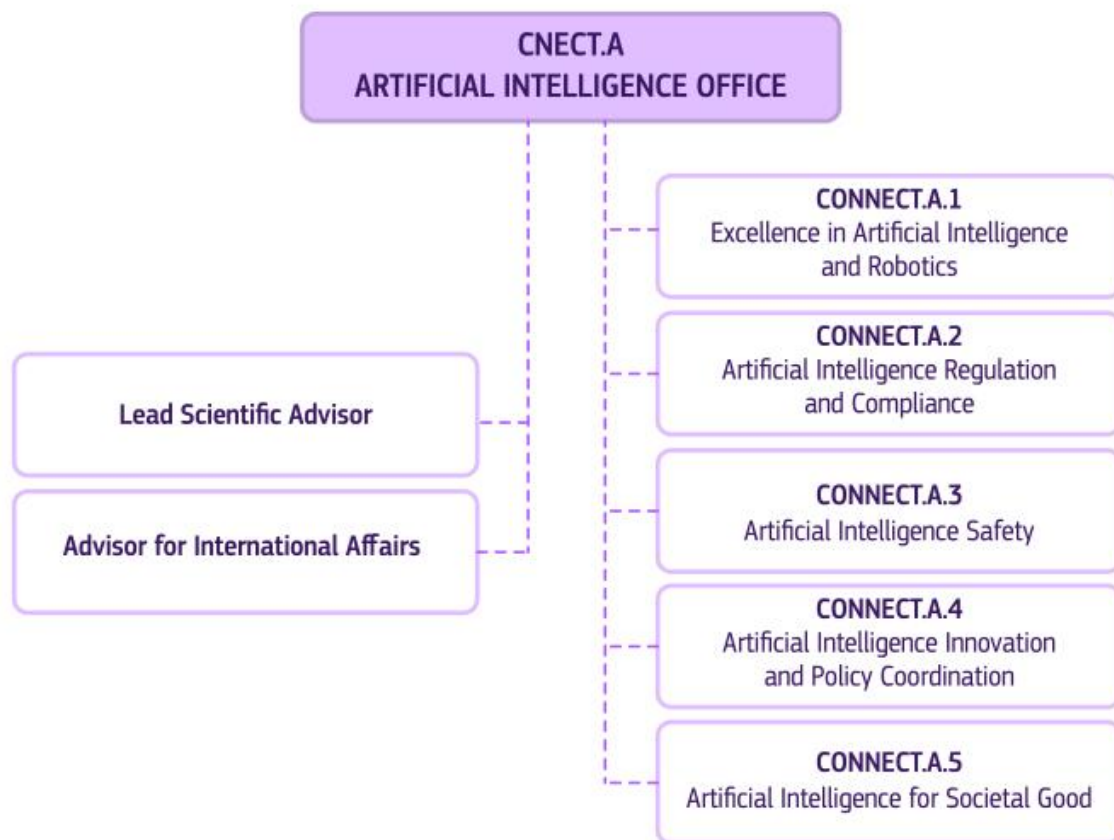 CNECT.A
ARTIFICIAL INTELLIGENCE OFFICE
Lead Scientific Advisor
Advisor for International Affairs
CONNECT.A.1
Excellence in Artificial Intelligence
and Robotics
CONNECT.A.2
Artificial Intelligence Regulation
and Compliance
CONNECT.A.3
Artificial Intelligence Safety
CONNECT.A.4
Artificial Intelligence Innovation
and Policy Coordination
CONNECT.A.5
Artificial Intelligence for Societal Good